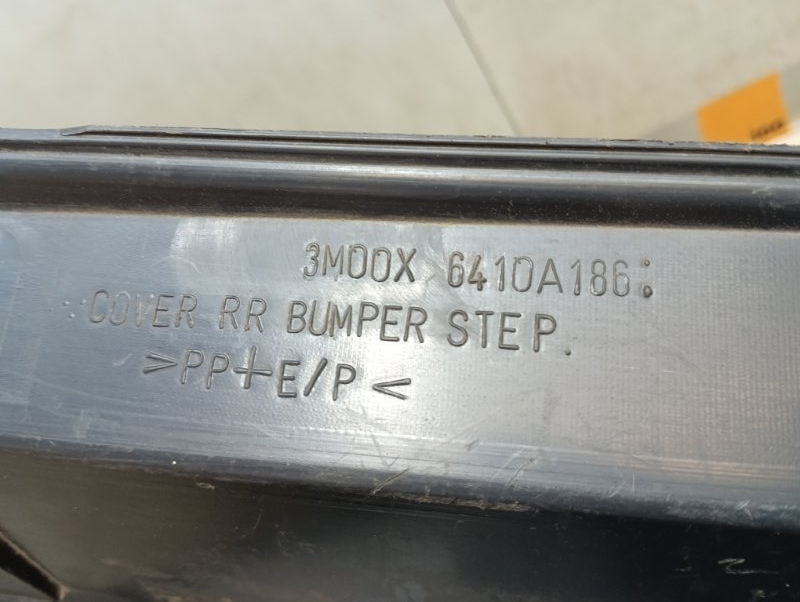 3M00X 6410A186:
COVER RR BUMPER STEP.
>PP+E/P<